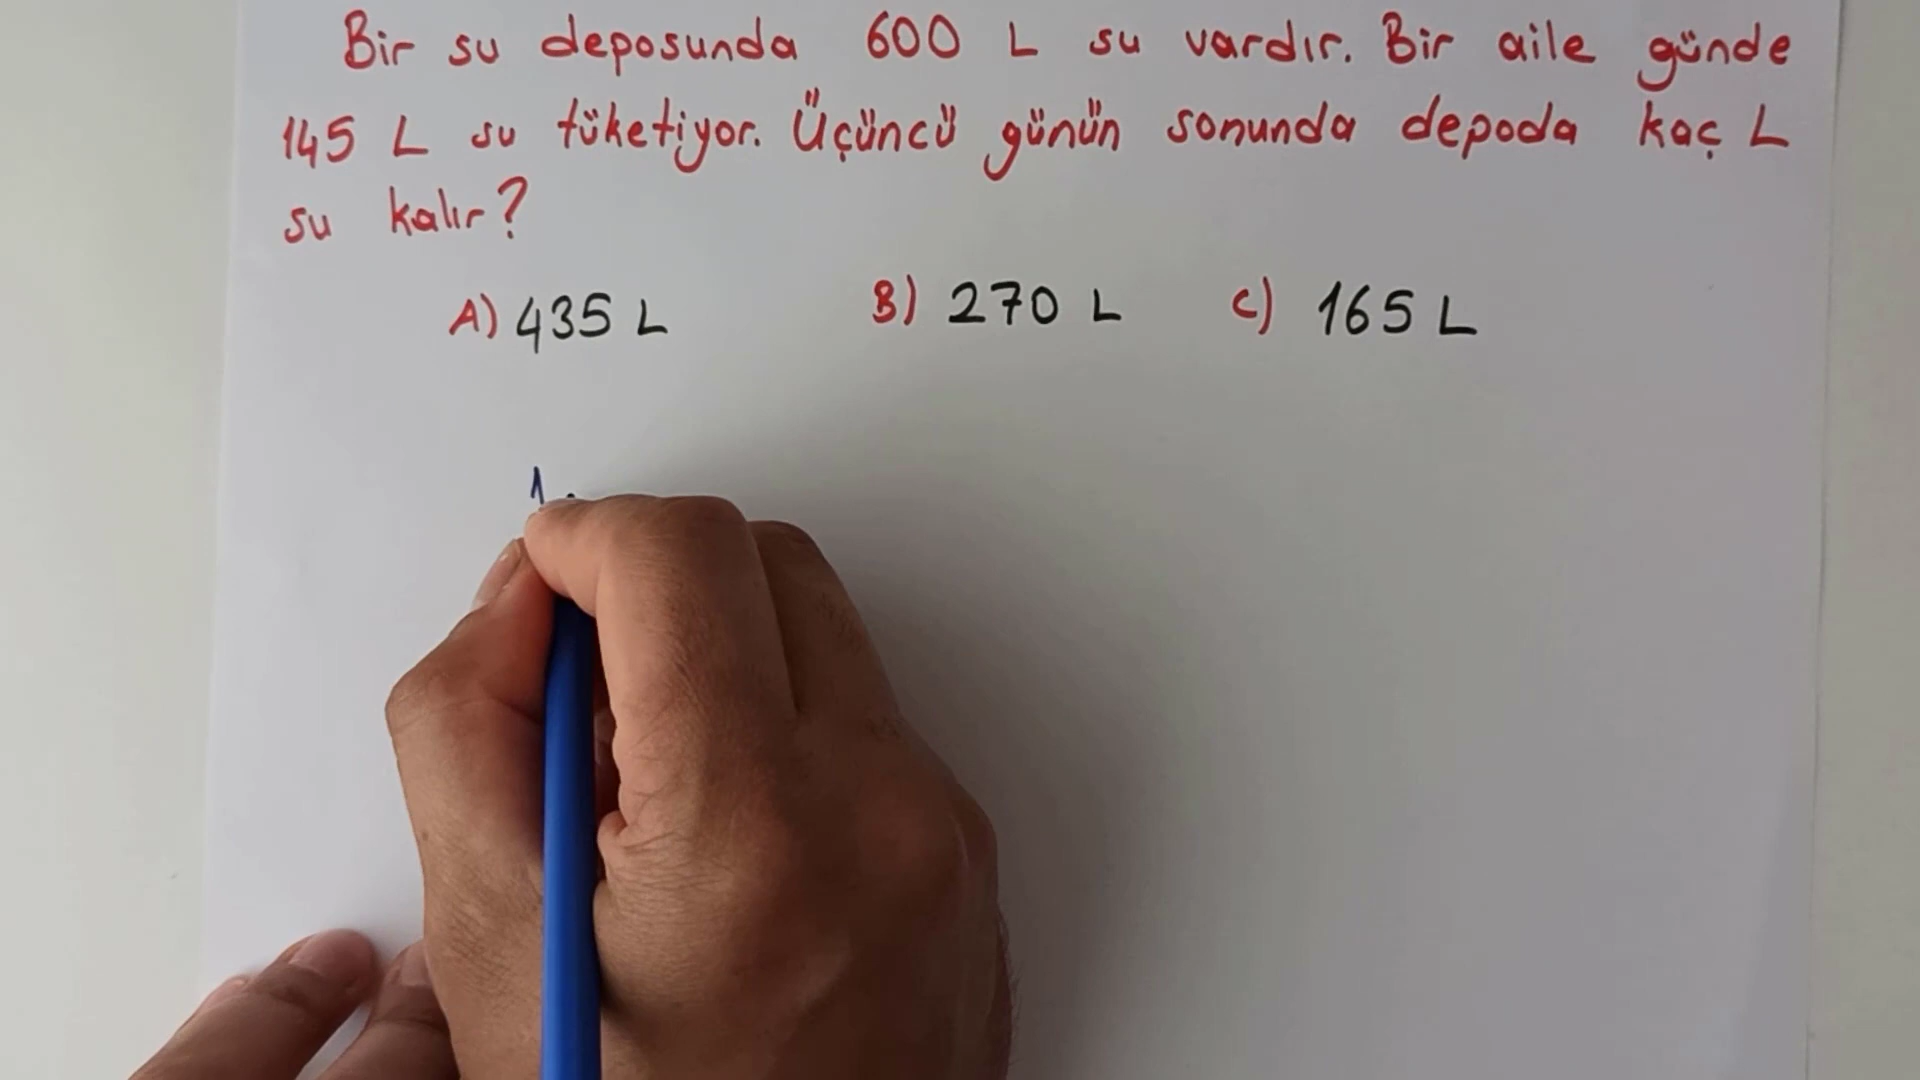 Bir su deposunda 600 L su vardır. Bir aile günde
145 L su tüketiyor. Üçüncü günün sonunda depoda kaç L
su kalır?
A) 435 L B) 270 L C) 165 L
1